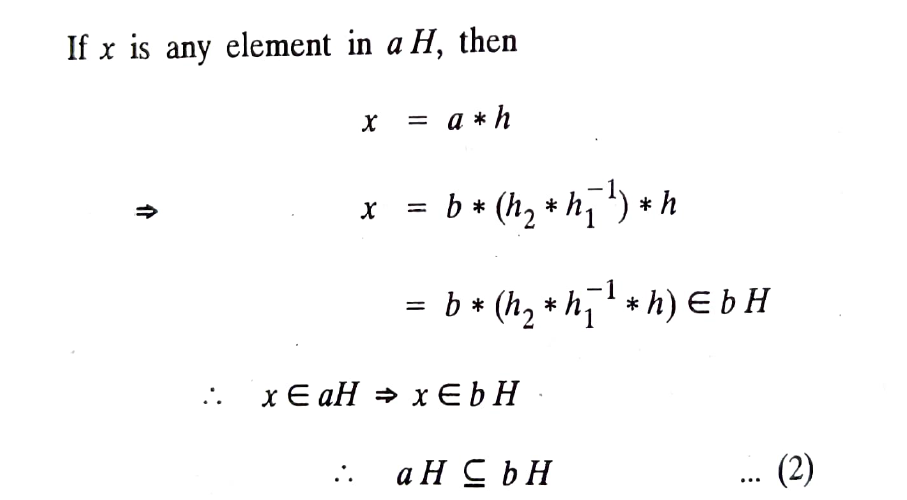 If x is any element in a H, then
x = a * h
⇒ x = b * (h₂ * h₁⁻¹) * h
= b * (h₂ * h₁⁻¹ * h) ∈ b H
∴ x ∈ aH ⇒ x ∈ b H
∴ a H ⊆ b H ... (2)